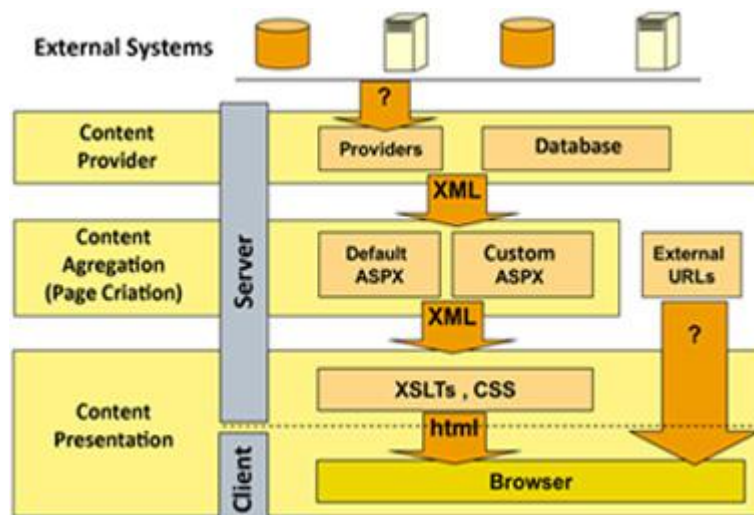 External Systems
?
Content
Provider
Providers
Database
XML
Server
Content
Agregation
(Page Criation)
Default
ASPX
Custom
ASPX
External
URLs
XML
?
Content
Presentation
XSLTs , CSS
html
Client
Browser